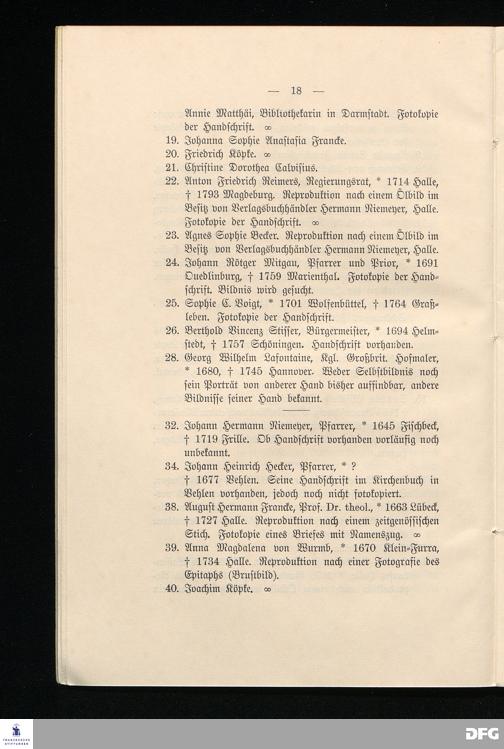 — 18 —
Annie Matthäi, Bibliothekarin in Darmstadt. Fotokopie
der Handschrift. ∞
19. Johanna Sophie Anastasia Francke.
20. Friedrich Köpke. ∞
21. Christine Dorothea Calvisius.
22. Anton Friedrich Reimers, Regierungsrat, * 1714 Halle,
† 1793 Magdeburg. Reproduktion nach einem Ölbild im
Besitz von Verlagsbuchhändler Hermann Niemeyer, Halle.
Fotokopie der Handschrift. ∞
23. Agnes Sophie Becker. Reproduktion nach einem Ölbild im
Besitz von Verlagsbuchhändler Hermann Niemeyer, Halle.
24. Johann Rötger Mitgau, Pfarrer und Prior, * 1691
Quedlinburg, † 1759 Marienthal. Fotokopie der Hand-
schrift. Bildnis wird gesucht.
25. Sophie C. Voigt, * 1701 Wolfenbüttel, † 1764 Graß-
leben. Fotokopie der Handschrift.
26. Berthold Vincenz Stisser, Bürgermeister, * 1694 Helm-
stedt, † 1757 Schöningen. Handschrift vorhanden.
28. Georg Wilhelm Lafontaine, Kgl. Großbrit. Hofmaler,
* 1680, † 1745 Hannover. Weder Selbstbildnis noch
sein Porträt von anderer Hand bisher auffindbar, andere
Bildnisse seiner Hand bekannt.
32. Johann Hermann Niemeyer, Pfarrer, * 1645 Fischbeck,
† 1719 Frille. Ob Handschrift vorhanden vorläufig noch
unbekannt.
34. Johann Heinrich Hecker, Pfarrer, * ?
† 1677 Vehlen. Seine Handschrift im Kirchenbuch in
Vehlen vorhanden, jedoch noch nicht fotokopiert.
38. August Hermann Francke, Prof. Dr. theol., * 1663 Lübeck,
† 1727 Halle. Reproduktion nach einem zeitgenössischen
Stich. Fotokopie eines Briefes mit Namenszug. ∞
39. Anna Magdalena von Wurmb, * 1670 Klein-Furra,
† 1734 Halle. Reproduktion nach einer Fotografie des
Epitaphs (Brustbild).
40. Joachim Köpke. ∞
FRANCKESCHE
STIFTUNGEN
DFG